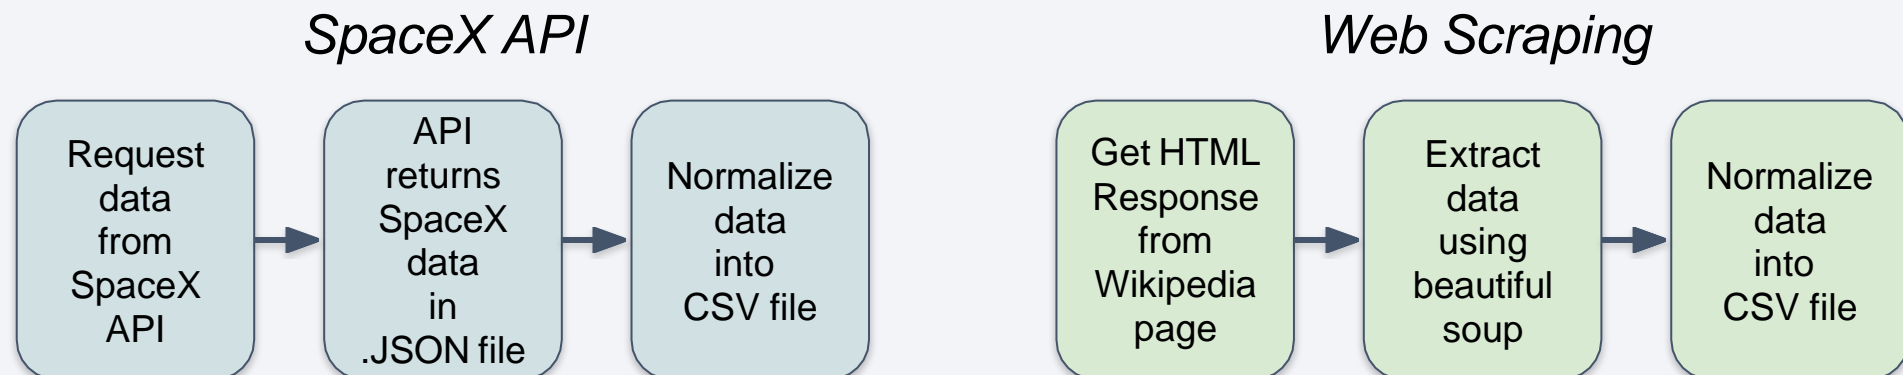 SpaceX API
Request
data
from
SpaceX
API
API
returns
SpaceX
data
in
.JSON file
Normalize
data
into
CSV file
Web Scraping
Get HTML
Response
from
Wikipedia
page
Extract
data
using
beautiful
soup
Normalize
data
into
CSV file